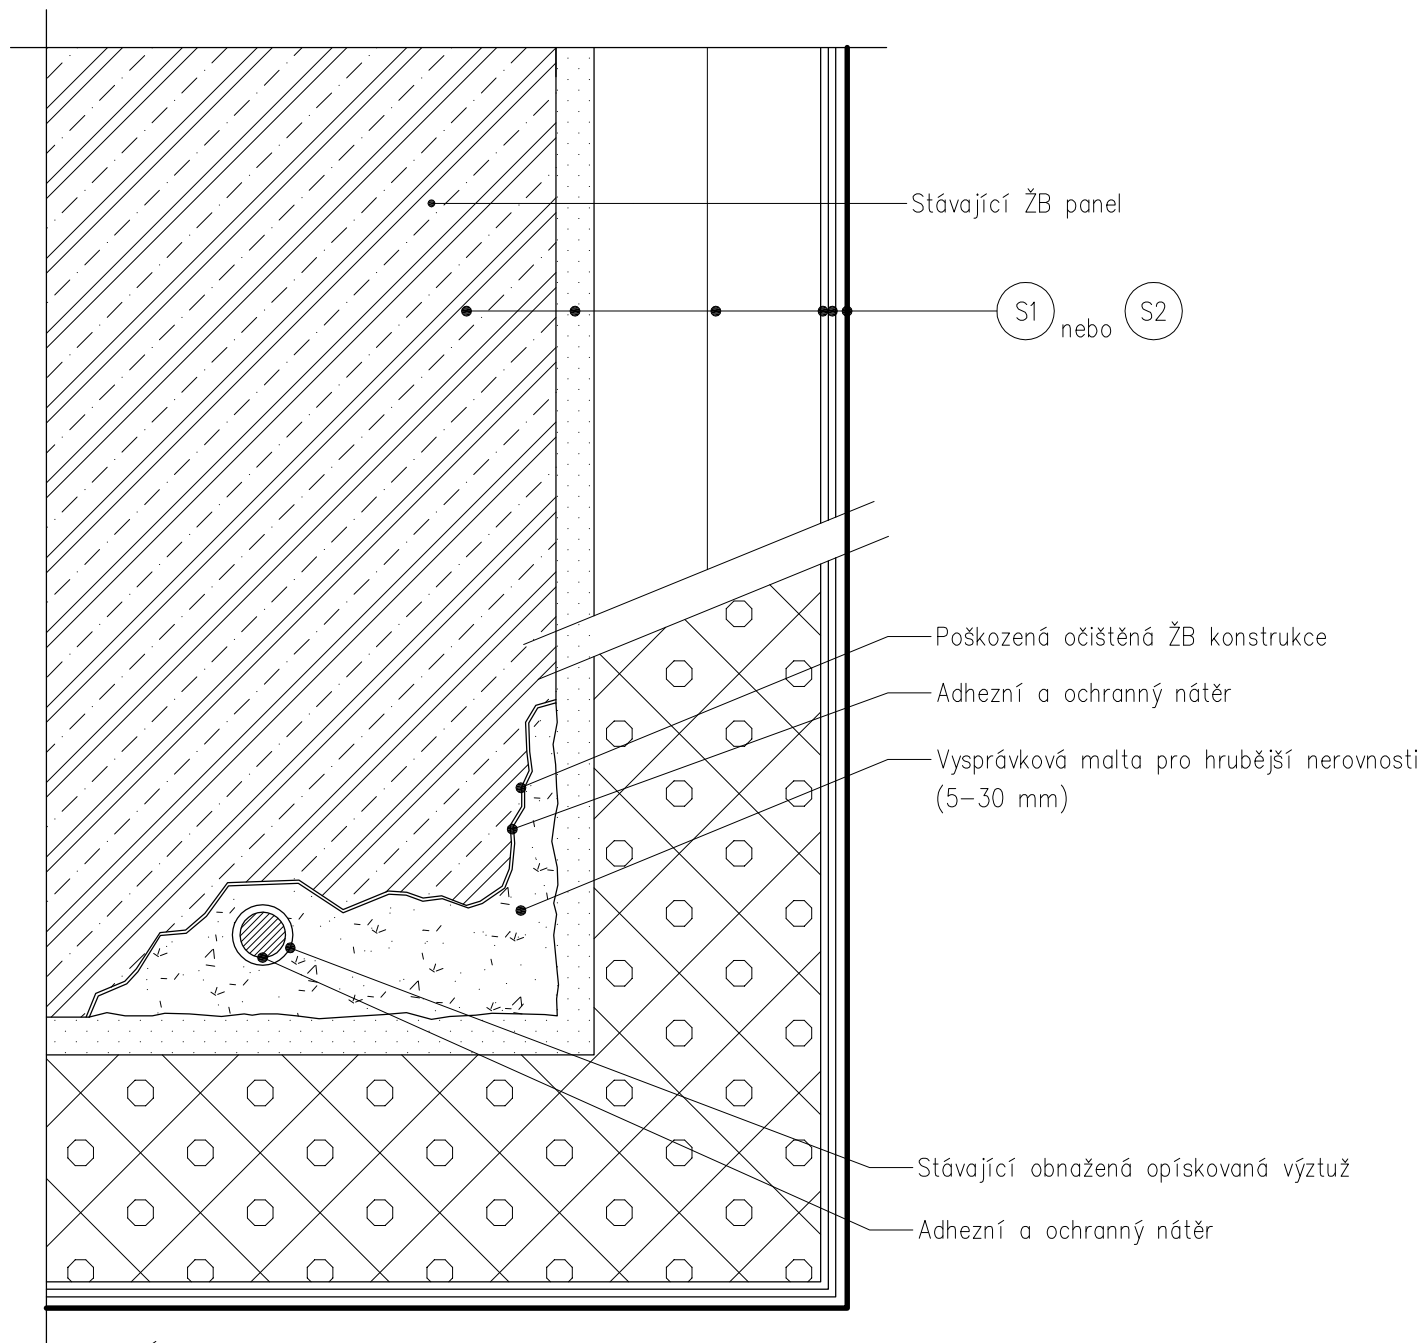 Stávající ŽB panel
S1 nebo S2
Poškozená očištěná ŽB konstrukce
Adhezní a ochranný nátěr
Vysprávková malta pro hrubější nerovnosti
(5-30 mm)
Stávající obnažená opískovaná výztuž
Adhezní a ochranný nátěr